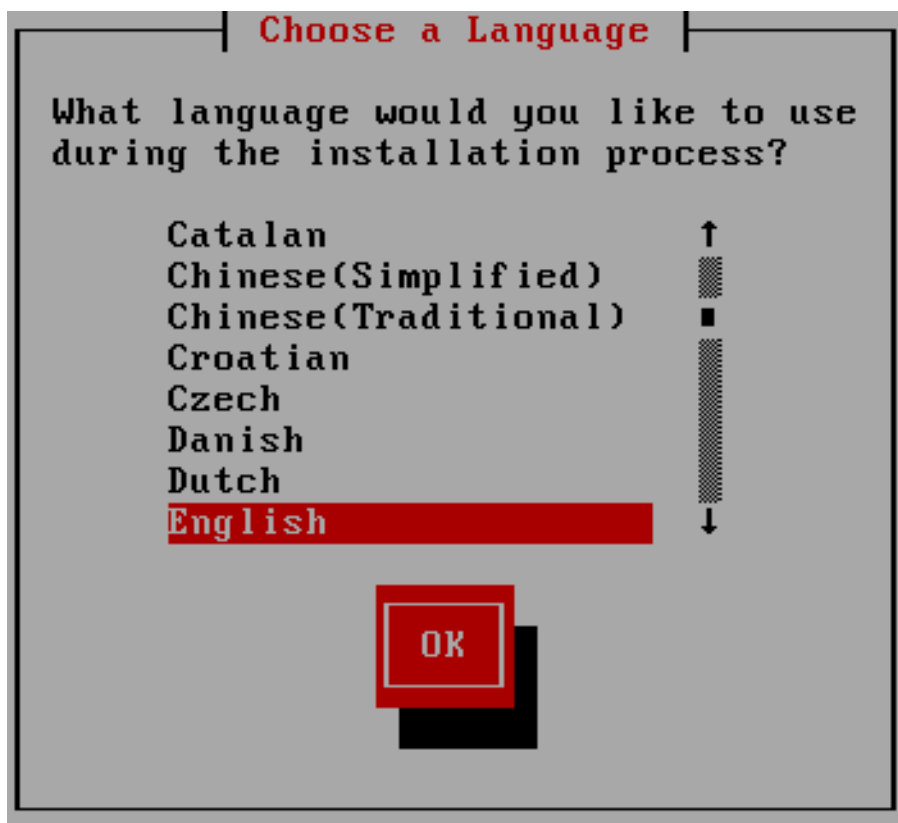 Choose a Language
What language would you like to use
during the installation process?
Catalan
Chinese(Simplified)
Chinese(Traditional)
Croatian
Czech
Danish
Dutch
English
OK